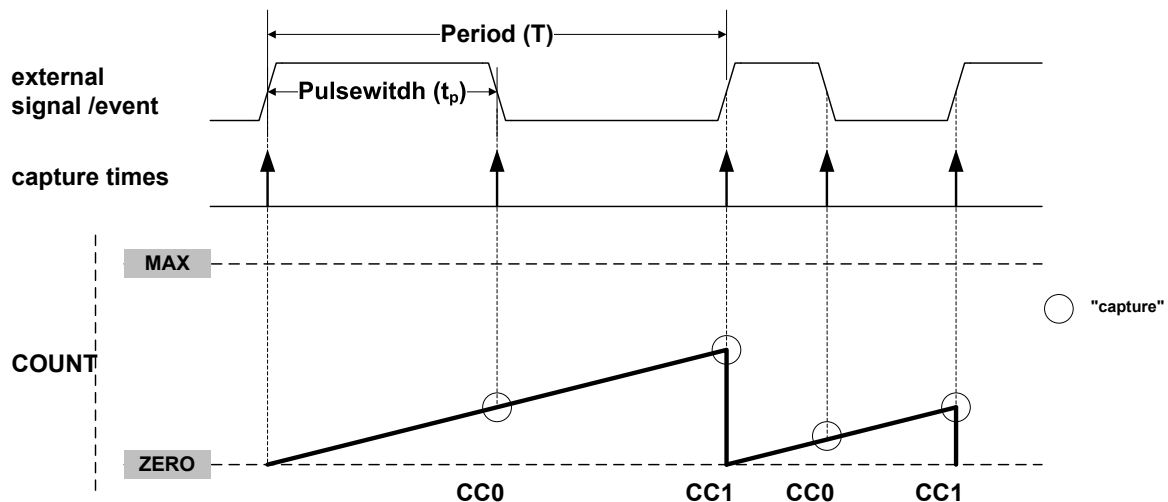 Period (T)
external
signal /event
Pulsewitdh (tp)
capture times
MAX
"capture"
COUNT
ZERO
CC0 CC1 CC0 CC1